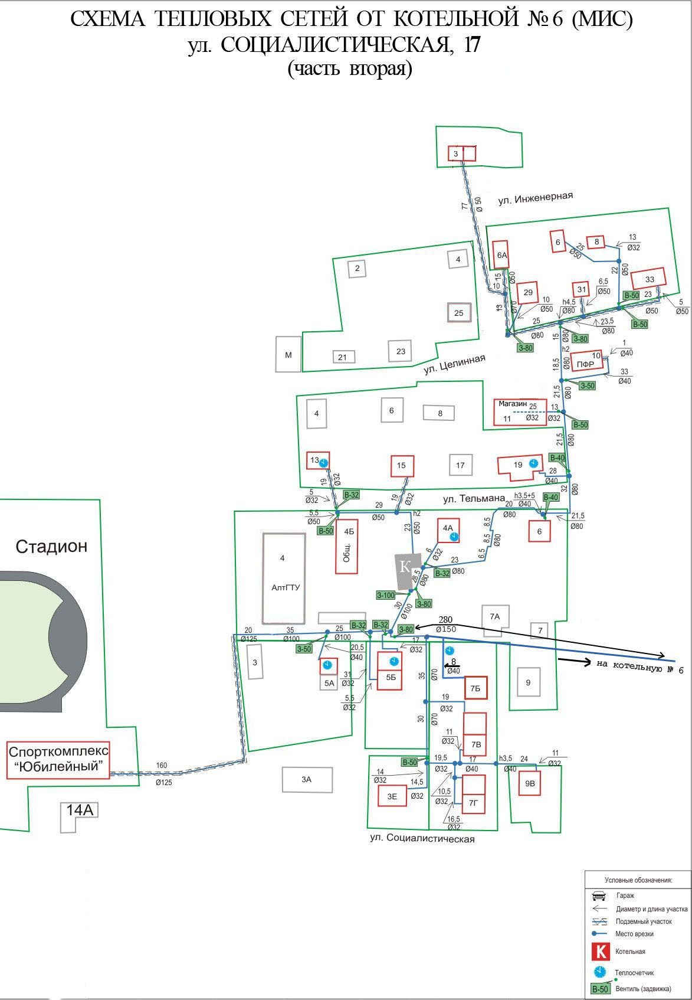 СХЕМА ТЕПЛОВЫХ СЕТЕЙ ОТ КОТЕЛЬНОЙ №6 (МИС)
ул. СОЦИАЛИСТИЧЕСКАЯ, 17
(часть вторая)
3
77
Ø 50
ул. Инженерная
6А
6
8
13
Ø32
25
Ø50
4
2
15
Ø50
22
Ø50
33
10
29
31
6,5
Ø50
В-50
23
Ø50
5
Ø50
25
13
Ø70
10
Ø50
h4,5
Ø80
25
Ø80
23,5
Ø80
В-50
М
21
23
З-80
15
Ø80
З-80
h2
10
ПФР
1
Ø40
ул. Целинная
18,5
Ø80
33
Ø40
З-50
21,5
Ø80
4
6
8
Магазин
11
25
Ø32
13
Ø32
В-50
21,5
Ø80
13
15
17
19
В-40
28
Ø40
19
Ø32
5
Ø32
В-32
19
Ø32
ул. Тельмана
32
Ø80
29
Ø50
h2
h3,5+5
Ø40
В-40
20
Ø80
21,5
Ø80
5,5
Ø50
В-50
4Б
Общ.
23
Ø50
4А
8,5
8,5
Ø80
6,5
6
Стадион
4
АлтГТУ
6
Ø32
К
23
Ø80
В-32
28,5
Ø80
З-100
З-80
30
Ø100
7А
7
280
Ø150
20
Ø125
35
Ø100
25
Ø100
В-32
В-32
З-80
17
Ø32
З-50
20,5
Ø40
3
5А
31
Ø32
5Б
5,5
Ø32
35
Ø70
8
Ø40
7Б
9
на котельную № 6
19
Ø32
30
Ø70
7В
11
Ø32
Спорткомплекс
“Юбилейный”
160
Ø125
3А
В-50
19,5
Ø32
17
Ø40
h3,5
24
Ø40
11
Ø32
14
Ø32
14,5
Ø32
3Е
10,5
Ø32
7Г
9В
16,5
Ø32
14А
ул. Социалистическая
Условные обозначения:
Гараж
Диаметр и длина участка
Подземный участок
Место врезки
К
Котельная
Теплосчетчик
В-50
Вентиль (задвижка)